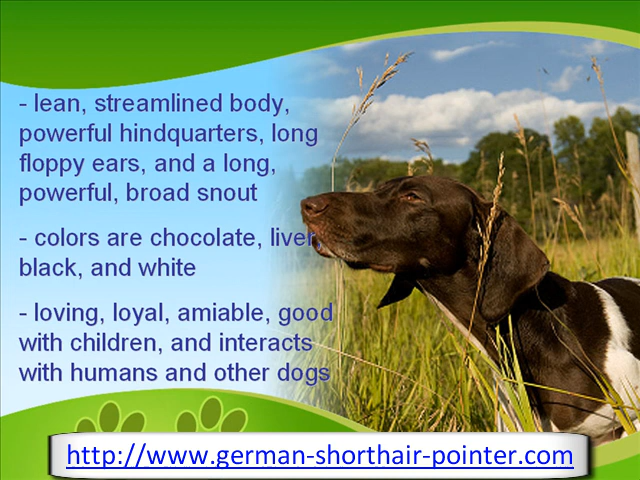 - lean, streamlined body,
powerful hindquarters, long
floppy ears, and a long,
powerful, broad snout
- colors are chocolate, liver,
black, and white
- loving, loyal, amiable, good
with children, and interacts
with humans and other dogs
http://www.german-shorthair-pointer.com